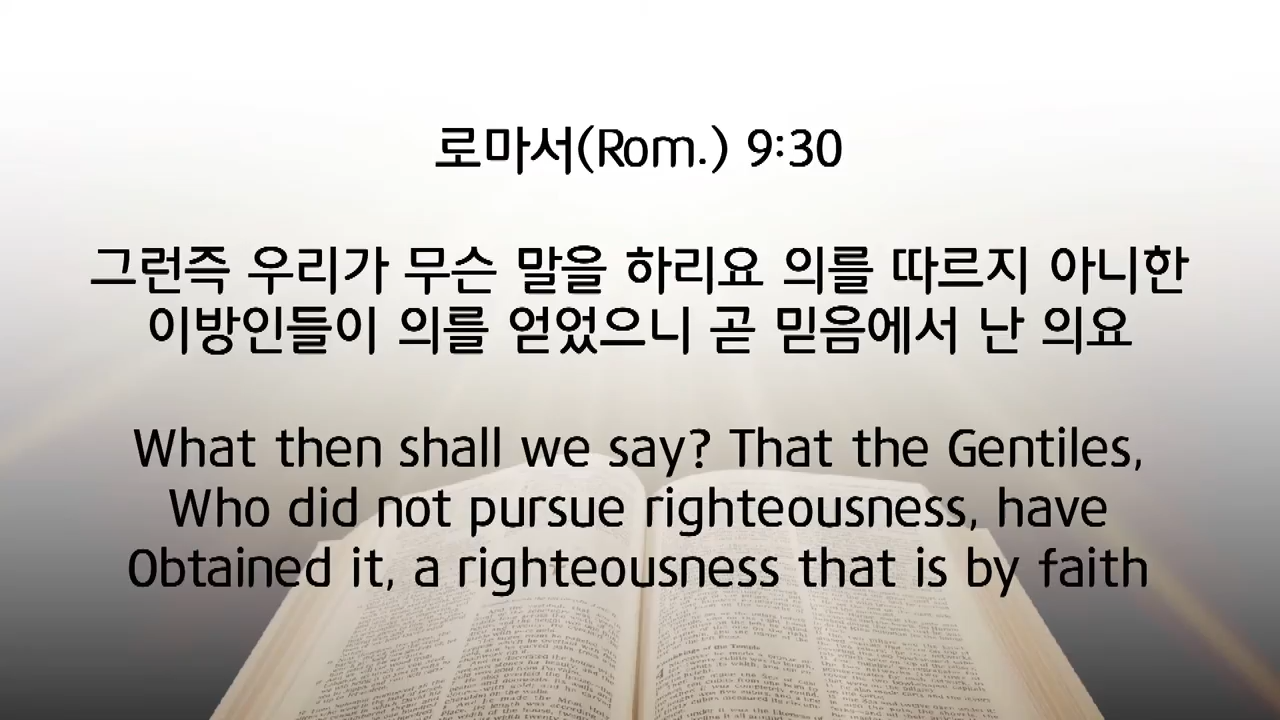 로마서(Rom.) 9:30
그런즉 우리가 무슨 말을 하리요 의를 따르지 아니한
이방인들이 의를 얻었으니 곧 믿음에서 난 의요
What then shall we say? That the Gentiles,
Who did not pursue righteousness, have
Obtained it, a righteousness that is by faith